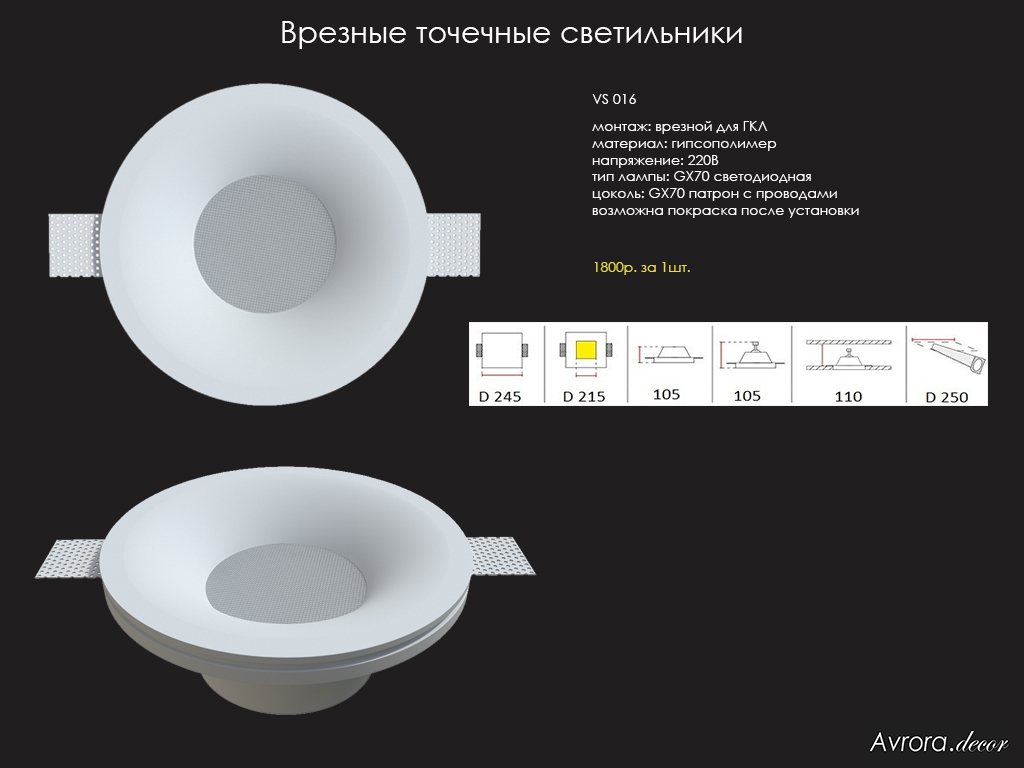 Врезные точечные светильники
VS 016
монтаж: врезной для ГКЛ
материал: гипсополимер
напряжение: 220В
тип лампы: GX70 светодиодная
цоколь: GX70 патрон с проводами
возможна покраска после установки
1800р. за 1шт.
D 245 D 215 105 105 110 D 250
Avrora.decor